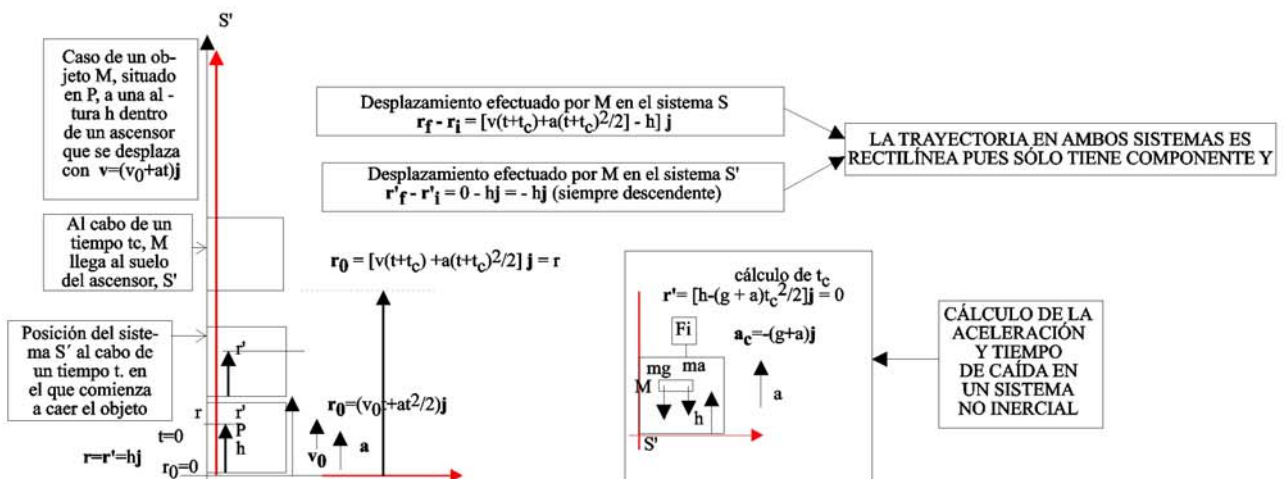 S'
Caso de un ob-
jeto M, situado
en P, a una al -
tura h dentro
de un ascensor
que se desplaza
con v=(v0+at)j
Desplazamiento efectuado por M en el sistema S
rf - ri = [v(t+tc)+a(t+tc)²/2] - h] j
Desplazamiento efectuado por M en el sistema S'
r'f - r'i = 0 - hj = - hj (siempre descendente)
LA TRAYECTORIA EN AMBOS SISTEMAS ES
RECTILÍNEA PUES SÓLO TIENE COMPONENTE Y
Al cabo de un
tiempo tc, M
llega al suelo
del ascensor, S'
r0 = [v(t+tc) +a(t+tc)²/2] j = r
Posición del siste-
ma S´ al cabo de
un tiempo t. en
el que comienza
a caer el objeto
r'
r
r'
t=0
P
h
r=r'=hj
r0=0
r0=(v0t+at²/2)j
v0
a
cálculo de tc
r'= [h-(g + a)tc²/2]j = 0
Fi
ac=-(g+a)j
mg
ma
M
h
a
S'
CÁLCULO DE LA
ACELERACIÓN
Y TIEMPO
DE CAÍDA EN
UN SISTEMA
NO INERCIAL